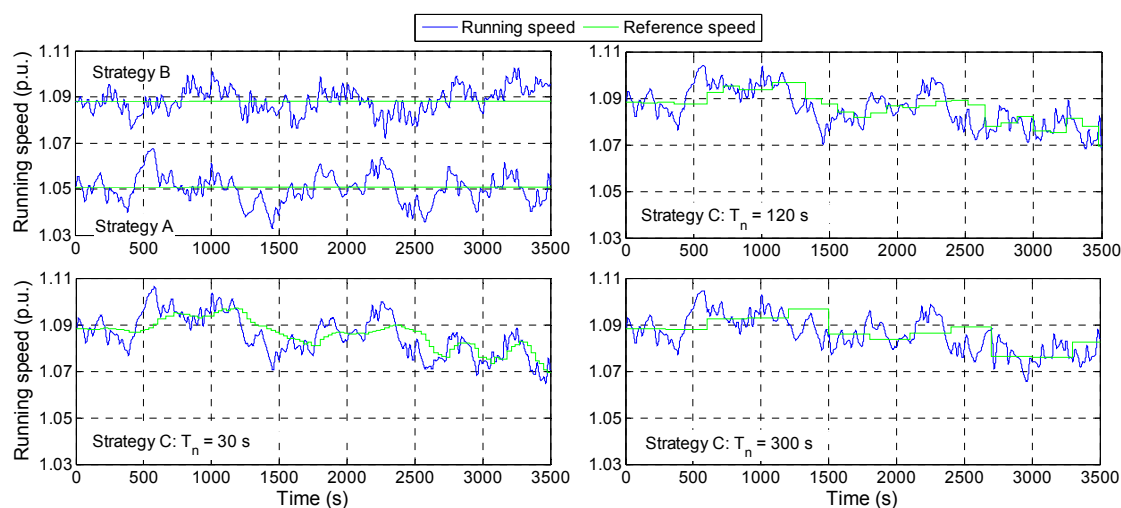 Running speed Reference speed
Running speed (p.u.)
1.11
1.09
1.07
1.05
1.03
Strategy B
Strategy A
0 500 1000 1500 2000 2500 3000 3500
1.11
1.09
1.07
1.05
1.03
Strategy C: Tn = 120 s
0 500 1000 1500 2000 2500 3000 3500
Running speed (p.u.)
1.11
1.09
1.07
1.05
1.03
Strategy C: Tn = 30 s
0 500 1000 1500 2000 2500 3000 3500
Time (s)
1.11
1.09
1.07
1.05
1.03
Strategy C: Tn = 300 s
0 500 1000 1500 2000 2500 3000 3500
Time (s)